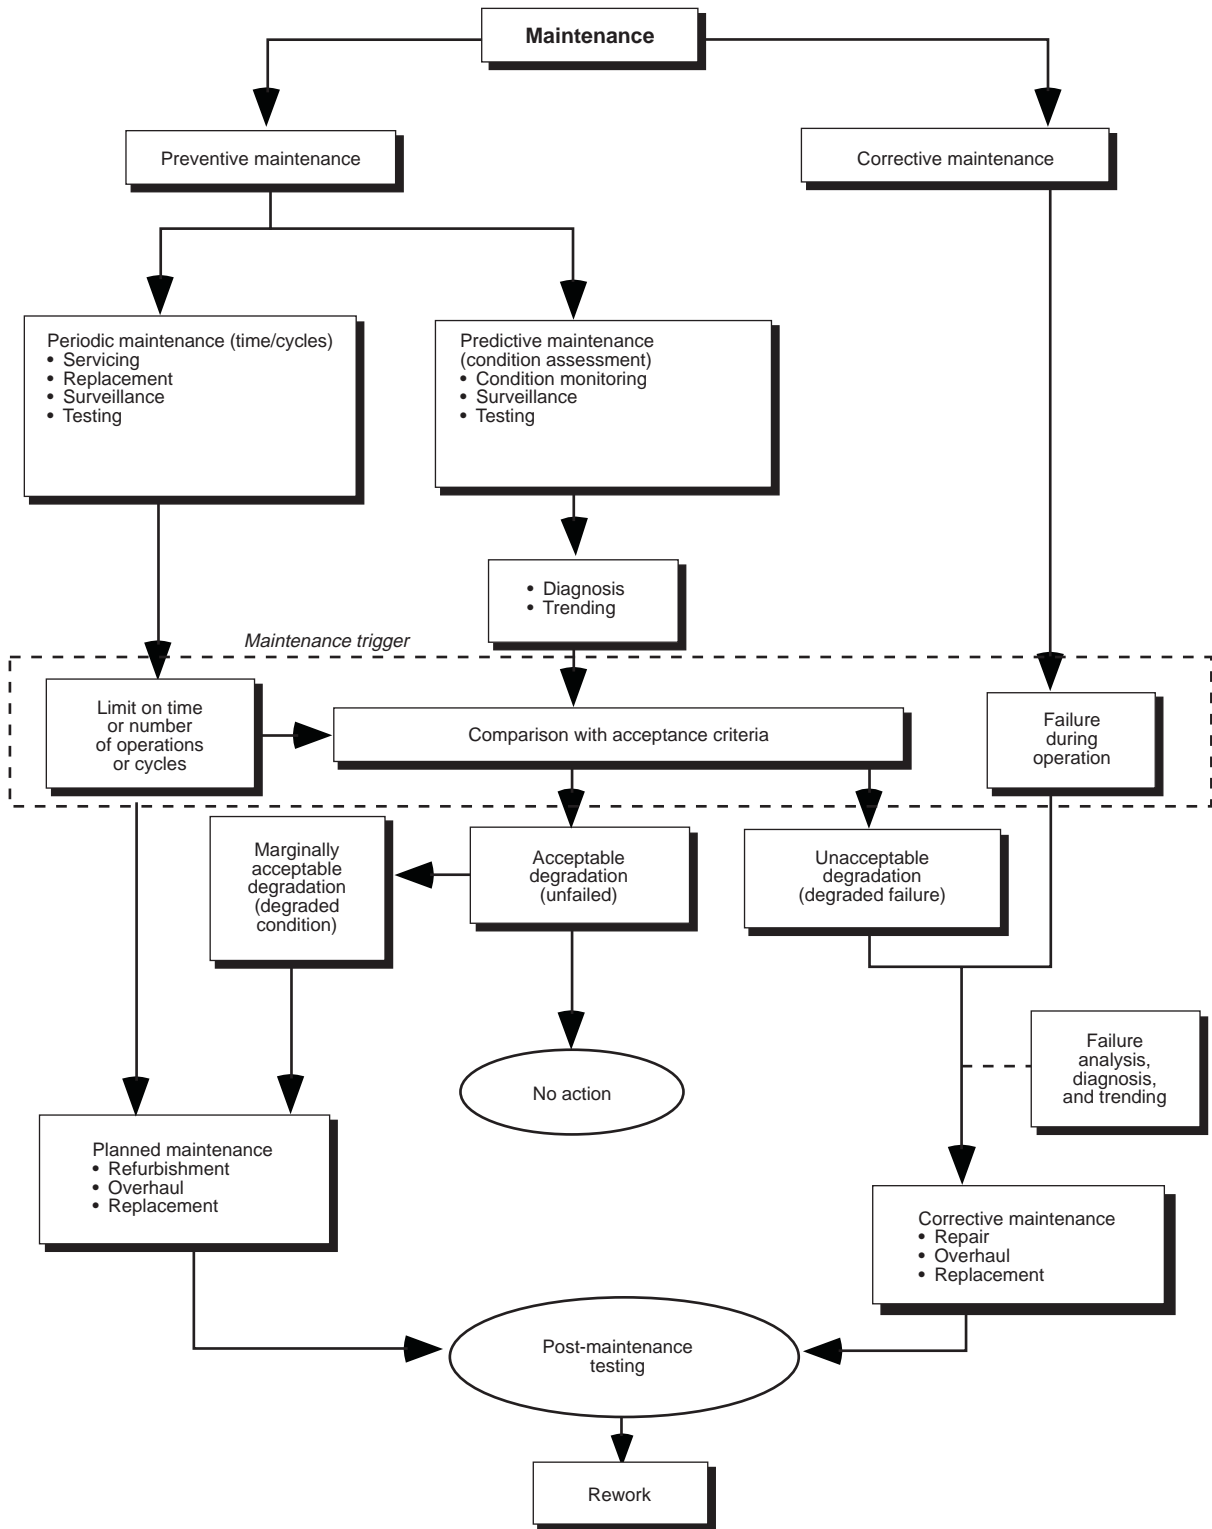 Maintenance
Preventive maintenance
Corrective maintenance
Periodic maintenance (time/cycles)
• Servicing
• Replacement
• Surveillance
• Testing
Predictive maintenance
(condition assessment)
• Condition monitoring
• Surveillance
• Testing
• Diagnosis
• Trending
Maintenance trigger
Limit on time
or number
of operations
or cycles
Comparison with acceptance criteria
Failure
during
operation
Marginally
acceptable
degradation
(degraded
condition)
Acceptable
degradation
(unfailed)
Unacceptable
degradation
(degraded failure)
No action
Failure
analysis,
diagnosis,
and trending
Planned maintenance
• Refurbishment
• Overhaul
• Replacement
Corrective maintenance
• Repair
• Overhaul
• Replacement
Post-maintenance
testing
Rework